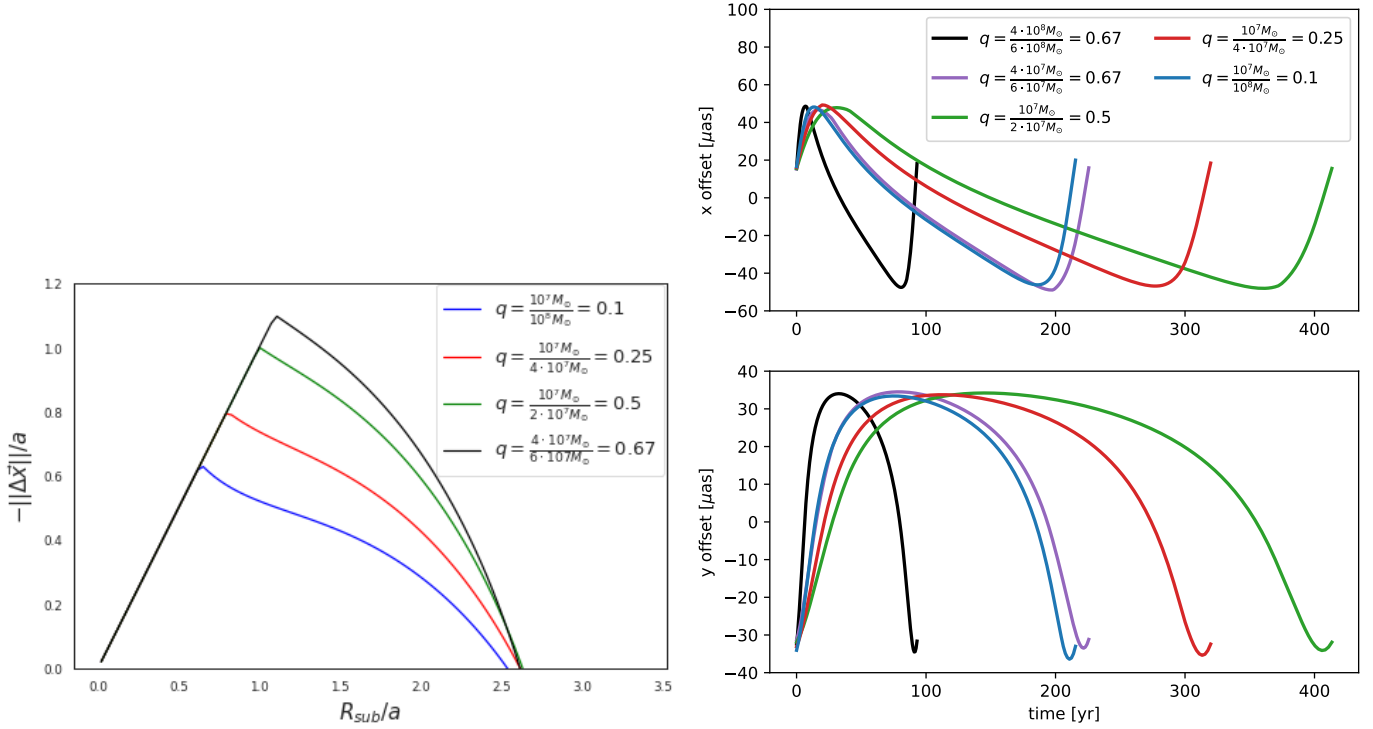 1.2
1.0
0.8
0.6
0.4
0.2
0.0
−||Δx⃗||/a
q = 10⁷M☉/10⁸M☉ = 0.1
q = 10⁷M☉/4·10⁷M☉ = 0.25
q = 10⁷M☉/2·10⁷M☉ = 0.5
q = 4·10⁷M☉/6·107M☉ = 0.67
0.0 0.5 1.0 1.5 2.0 2.5 3.0 3.5
R_sub/a
100
80
60
40
20
0
−20
−40
−60
x offset [μas]
q = 4·10⁸M☉/6·10⁸M☉ = 0.67
q = 4·10⁷M☉/6·10⁷M☉ = 0.67
q = 10⁷M☉/2·10⁷M☉ = 0.5
q = 10⁷M☉/4·10⁷M☉ = 0.25
q = 10⁷M☉/10⁸M☉ = 0.1
0 100 200 300 400
40
30
20
10
0
−10
−20
−30
−40
y offset [μas]
0 100 200 300 400
time [yr]